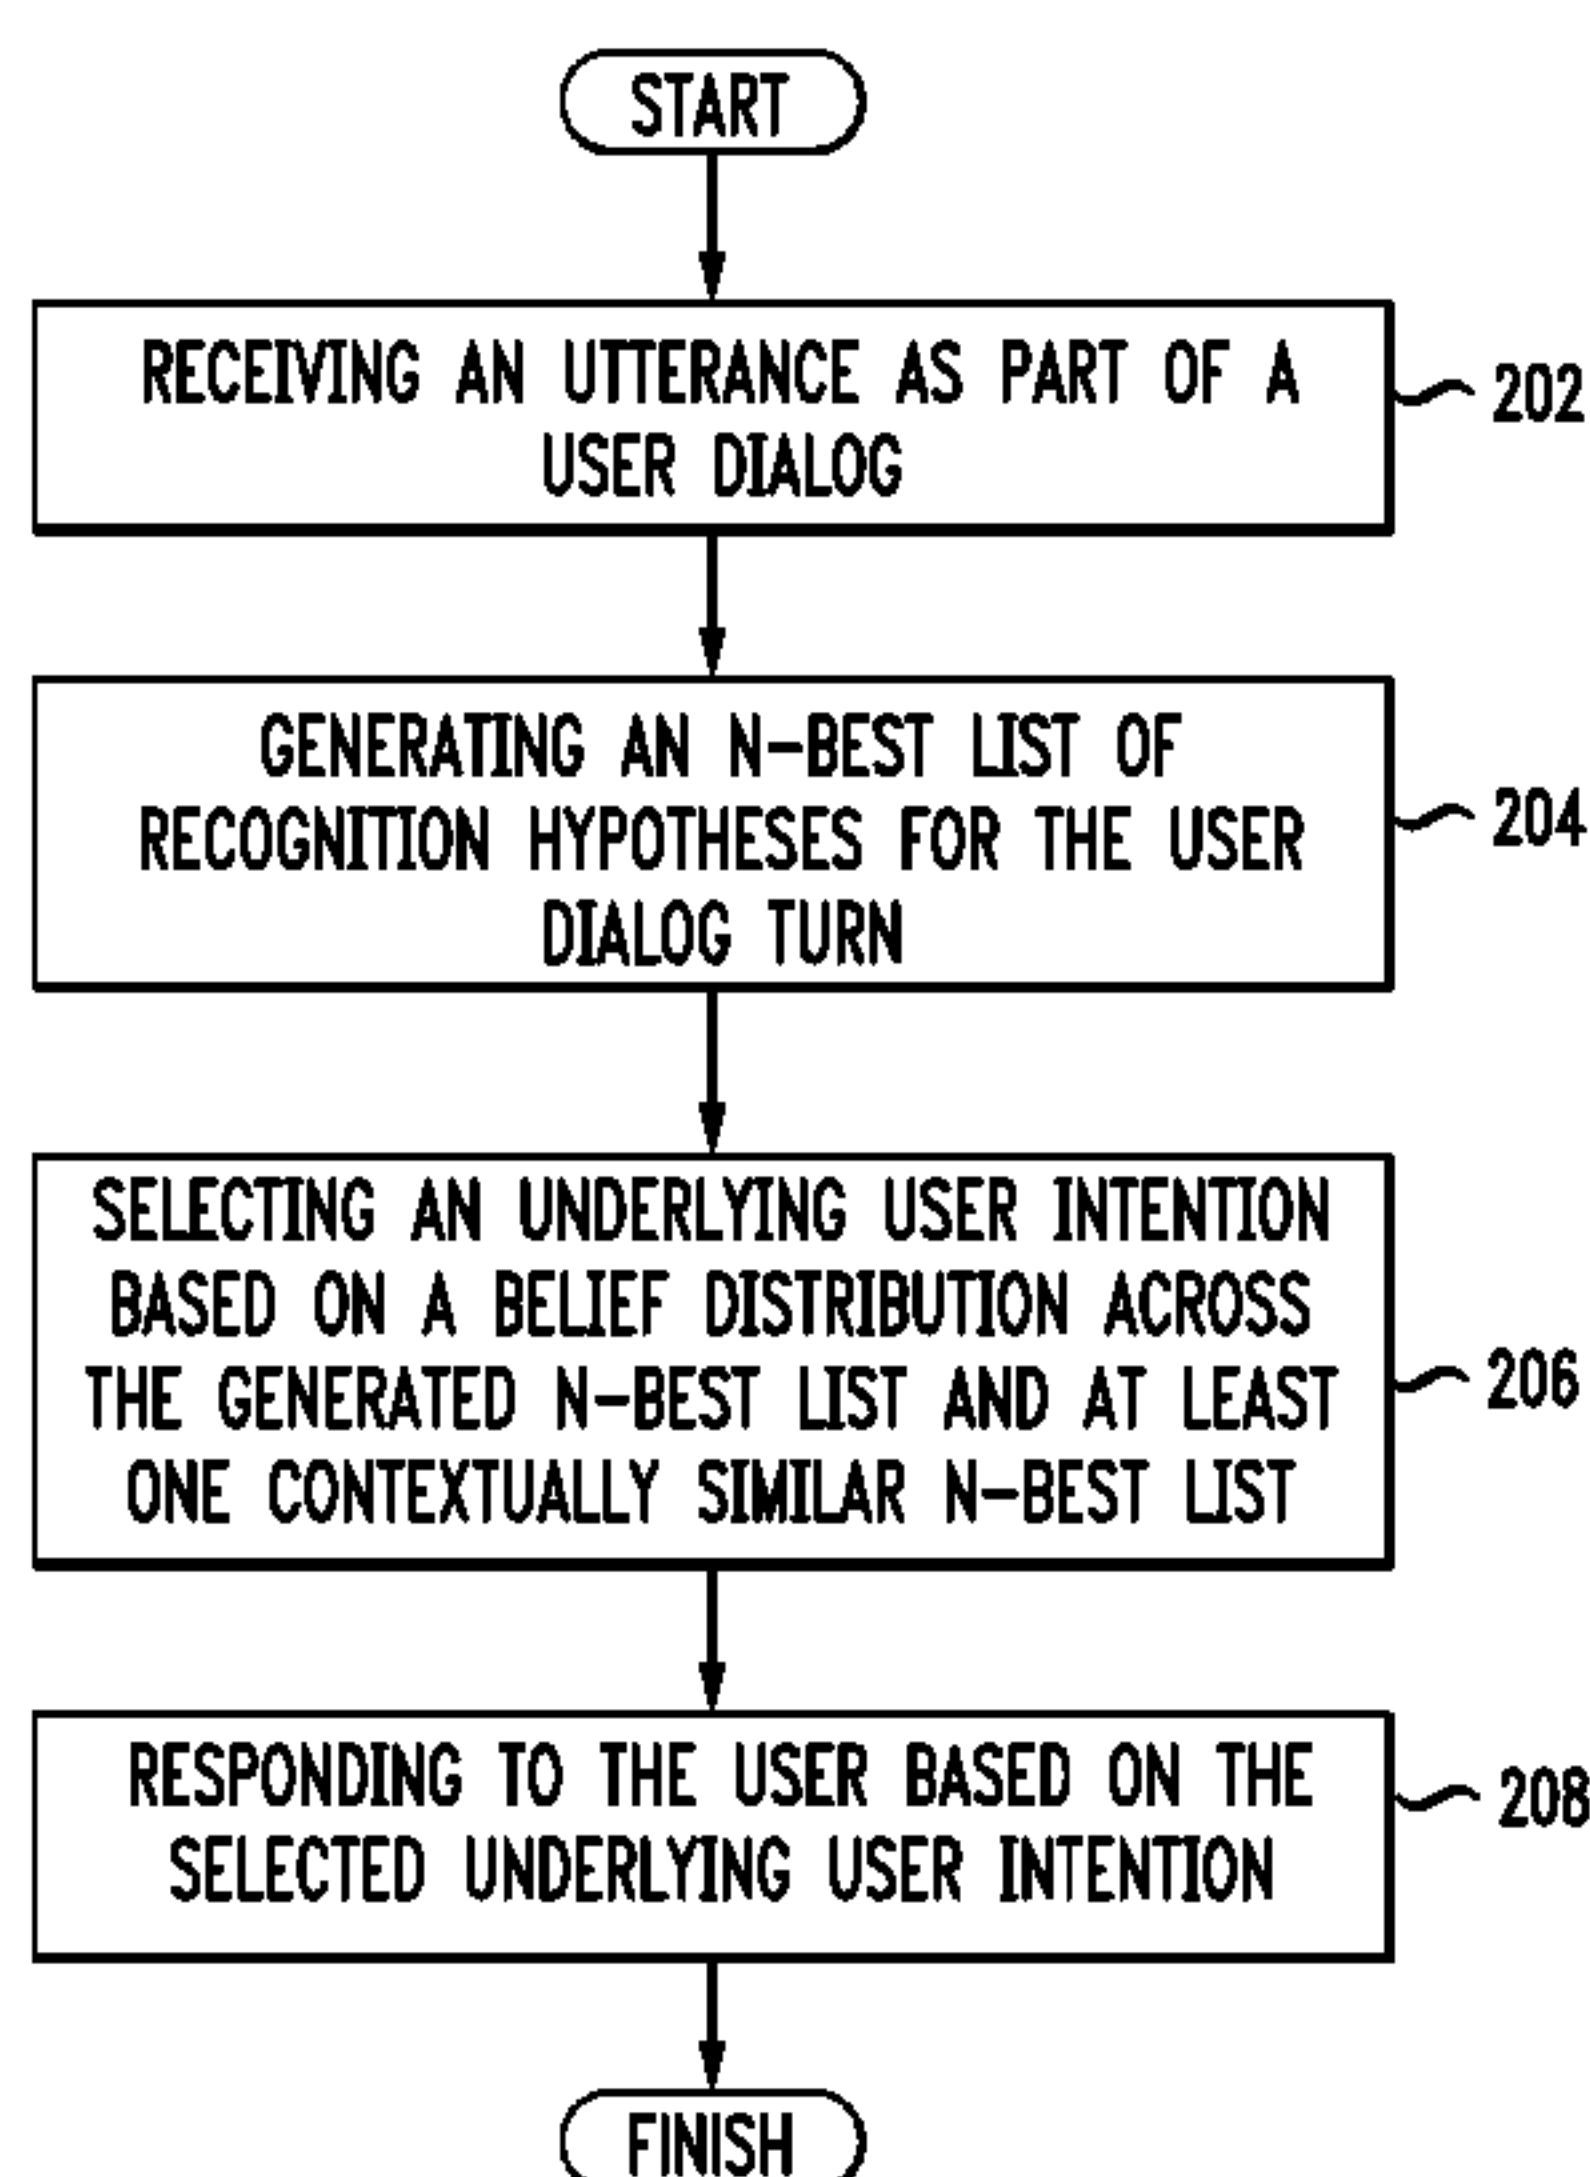 START
RECEIVING AN UTTERANCE AS PART OF A
USER DIALOG
202
GENERATING AN N-BEST LIST OF
RECOGNITION HYPOTHESES FOR THE USER
DIALOG TURN
204
SELECTING AN UNDERLYING USER INTENTION
BASED ON A BELIEF DISTRIBUTION ACROSS
THE GENERATED N-BEST LIST AND AT LEAST
ONE CONTEXTUALLY SIMILAR N-BEST LIST
206
RESPONDING TO THE USER BASED ON THE
SELECTED UNDERLYING USER INTENTION
208
FINISH